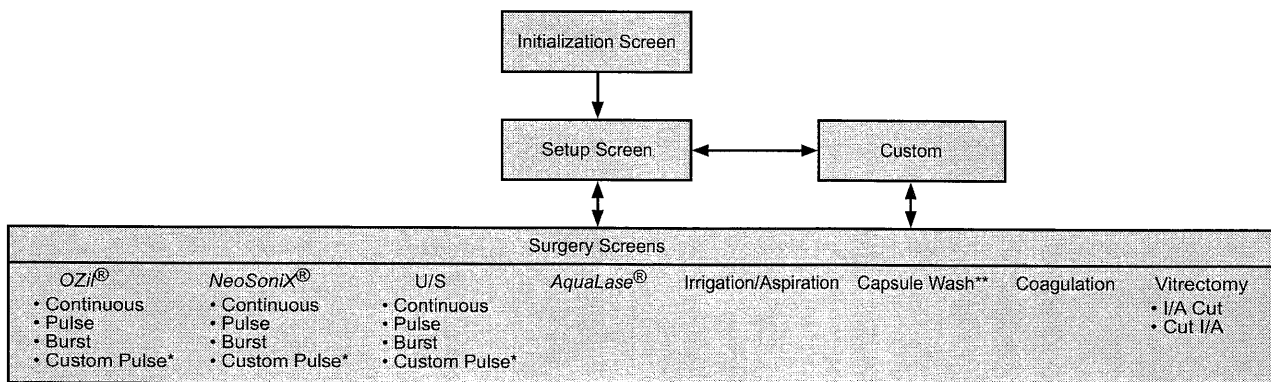 Initialization Screen
Setup Screen
Custom
Surgery Screens
OZil®
• Continuous
• Pulse
• Burst
• Custom Pulse*
NeoSoniX®
• Continuous
• Pulse
• Burst
• Custom Pulse*
U/S
• Continuous
• Pulse
• Burst
• Custom Pulse*
AquaLase®
Irrigation/Aspiration
Capsule Wash**
Coagulation
Vitrectomy
• I/A Cut
• Cut I/A